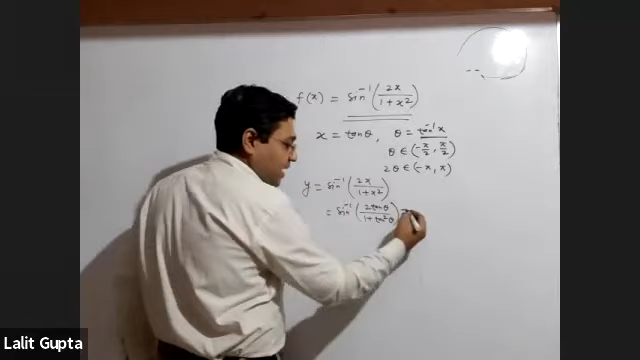 f(x) = sin⁻¹(2x/(1+x²))
x = tanθ, θ = tan⁻¹x
θ ∈ (-π/2, π/2)
2θ ∈ (-π, π)
y = sin⁻¹(2x/(1+x²))
= sin⁻¹(2tanθ/(1+tan²θ)) =
Lalit Gupta